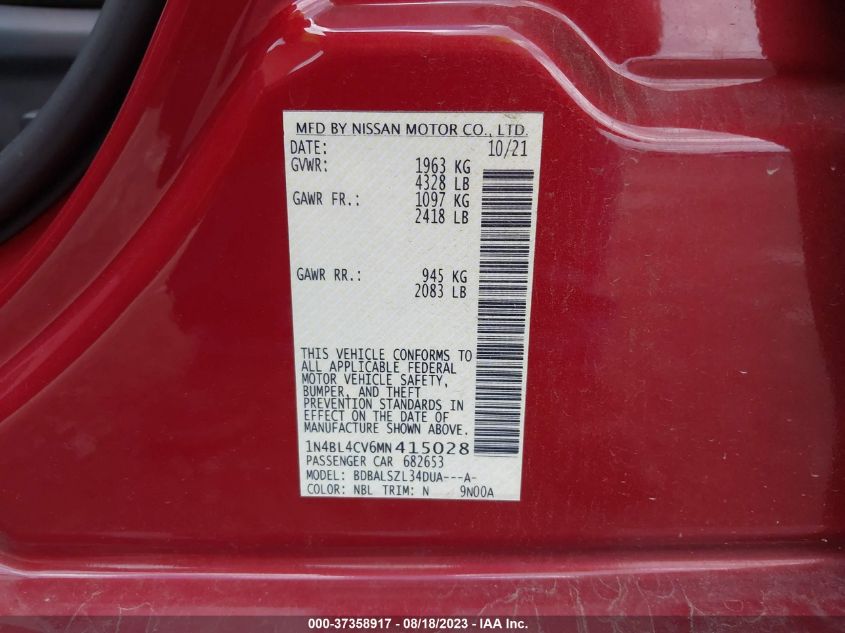 MFD BY NISSAN MOTOR CO., LTD.
DATE: 10/21
GVWR: 1963 KG
4328 LB
GAWR FR.: 1097 KG
2418 LB
GAWR RR.: 945 KG
2083 LB
THIS VEHICLE CONFORMS TO
ALL APPLICABLE FEDERAL
MOTOR VEHICLE SAFETY,
BUMPER, AND THEFT
PREVENTION STANDARDS IN
EFFECT ON THE DATE OF
MANUFACTURE SHOWN ABOVE.
1N4BL4CV6MN415028
PASSENGER CAR 682653
MODEL: BDBALSZL34DUA---A-
COLOR: NBL TRIM: N 9N00A
000-37358917 - 08/18/2023 - IAA Inc.